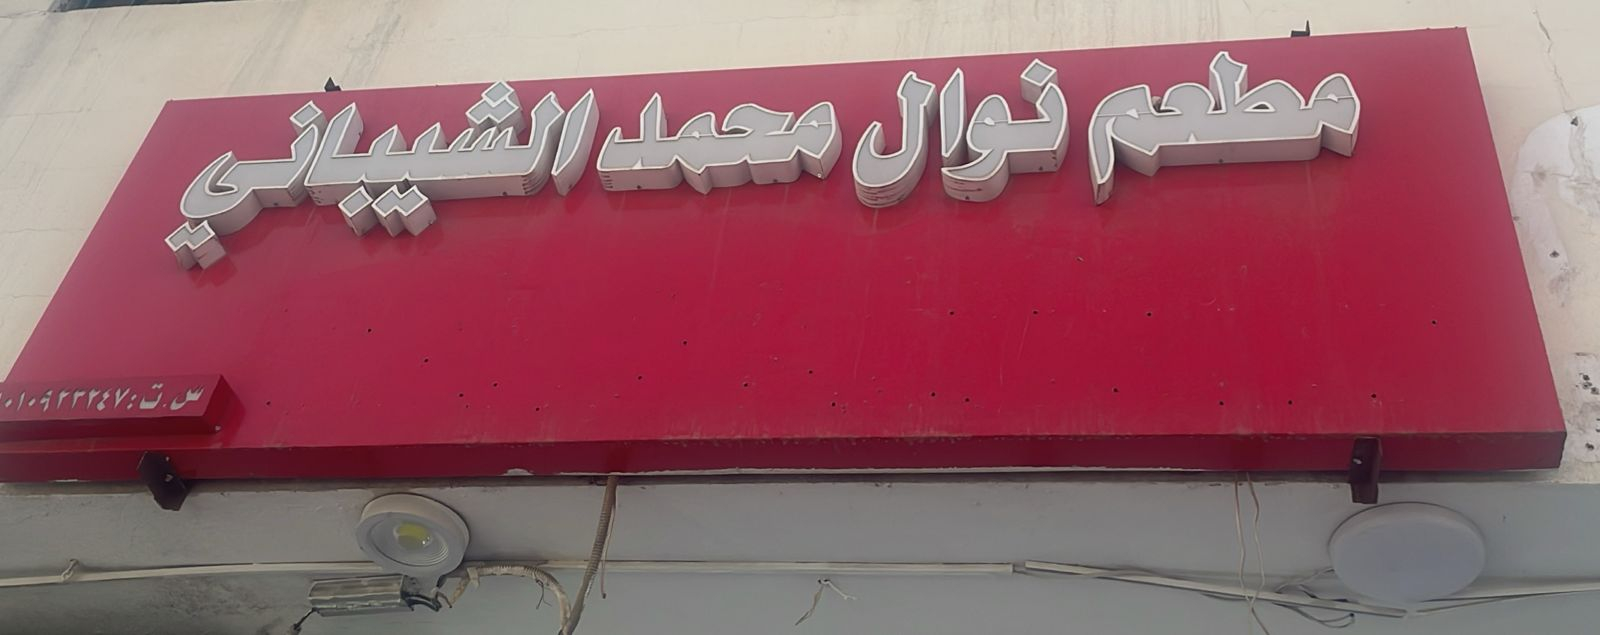 مطعم نوال محمد الشيباني
س.ت:١٠١٠٩٢٣٢٤٧